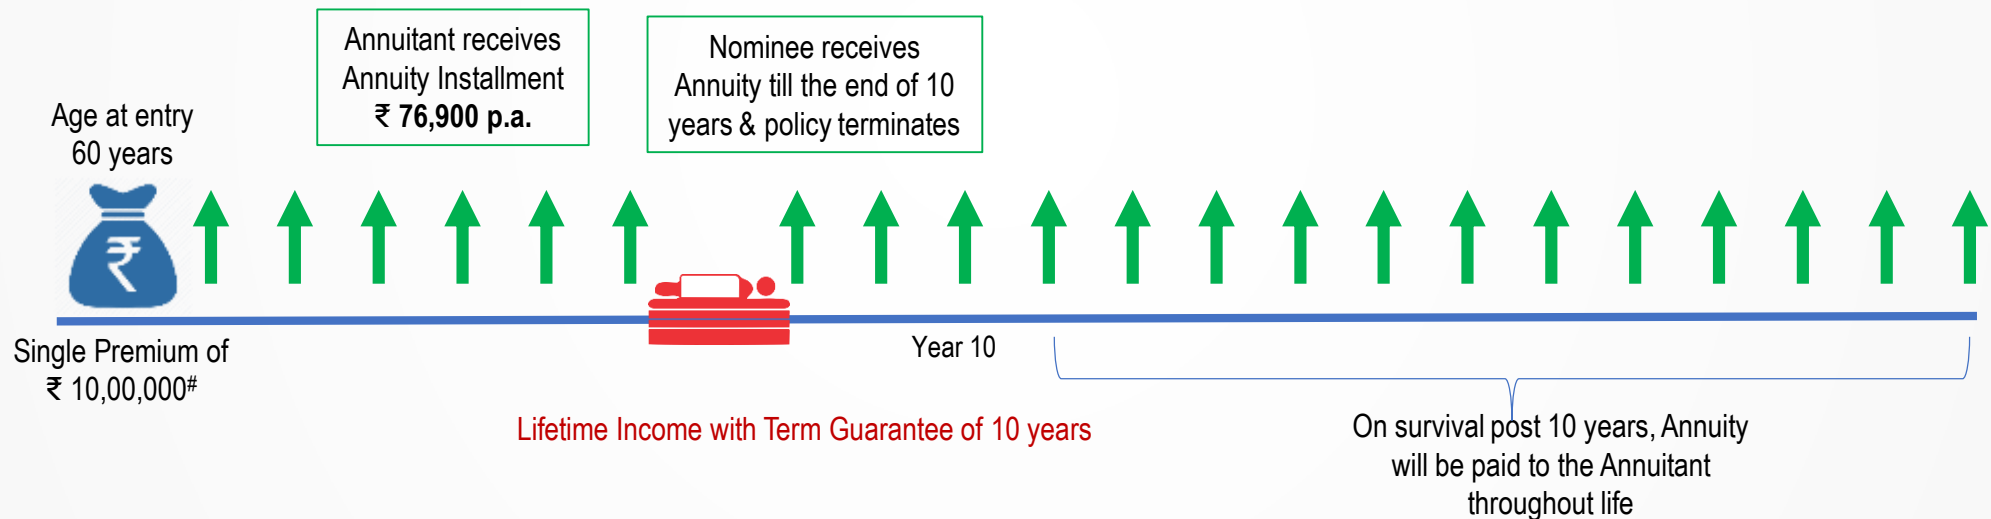 Age at entry
60 years
₹
Single Premium of
₹ 10,00,000#
Annuitant receives
Annuity Installment
₹ 76,900 p.a.
Nominee receives
Annuity till the end of 10
years & policy terminates
Year 10
Lifetime Income with Term Guarantee of 10 years
On survival post 10 years, Annuity
will be paid to the Annuitant
throughout life